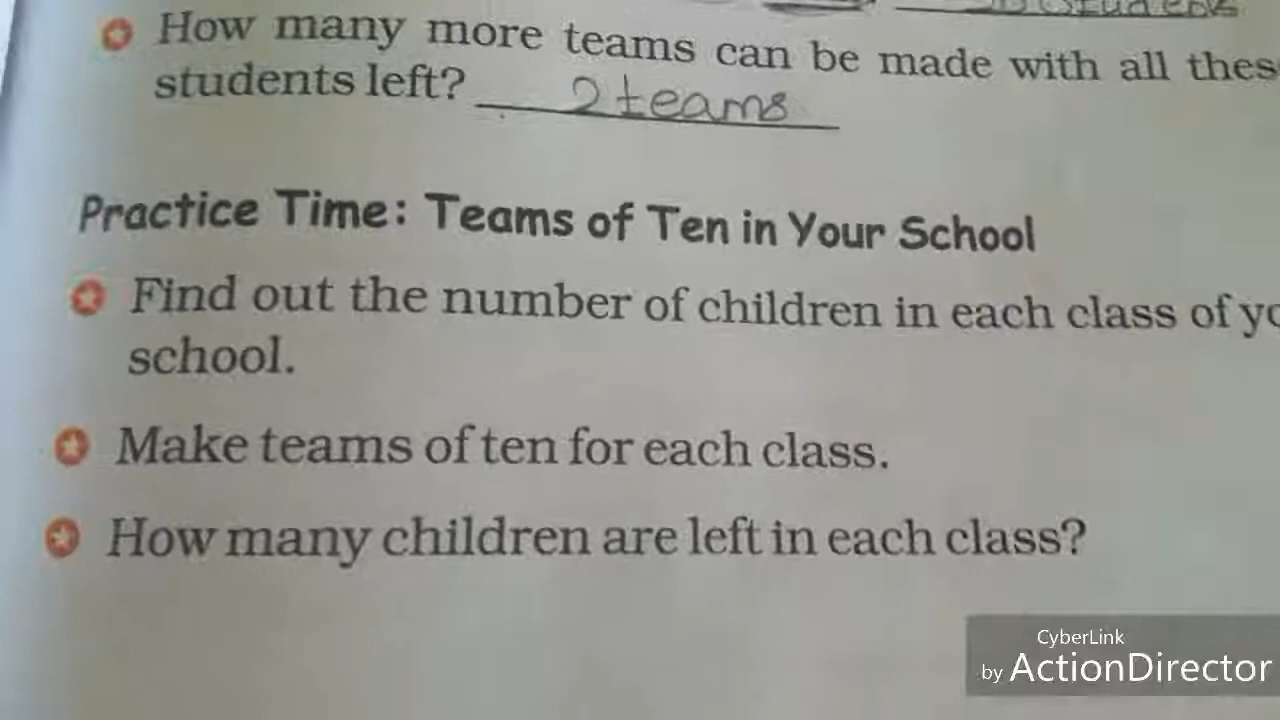 How many more teams can be made with all thes
students left? 2 teams
Practice Time: Teams of Ten in Your School
Find out the number of children in each class of yo
school.
Make teams of ten for each class.
How many children are left in each class?
CyberLink
by ActionDirector